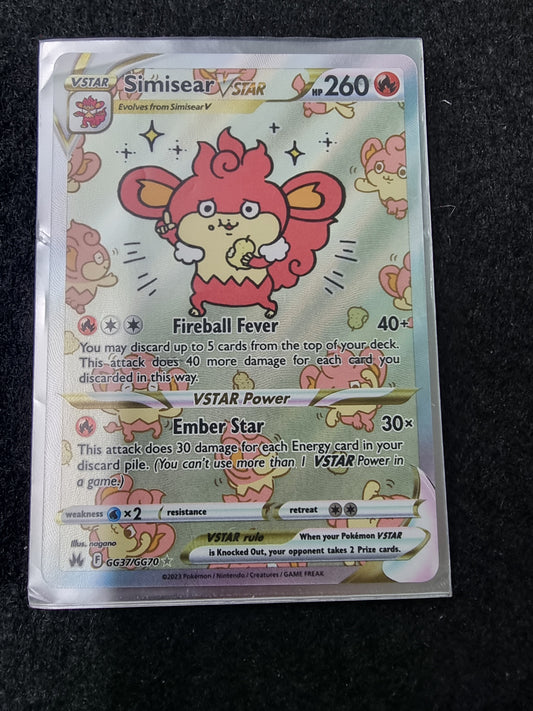 VSTAR Simisear VSTAR HP 260
Evolves from Simisear V
Fireball Fever 40+
You may discard up to 5 cards from the top of your deck.
This attack does 40 more damage for each card you
discarded in this way.
VSTAR Power
Ember Star 30×
This attack does 30 damage for each Energy card in your
discard pile. (You can't use more than 1 VSTAR Power in
a game.)
weakness ×2 resistance retreat
VSTAR rule When your Pokémon VSTAR
is Knocked Out, your opponent takes 2 Prize cards.
Illus. nagano
F GG37/GG70
©2023 Pokémon / Nintendo / Creatures / GAME FREAK